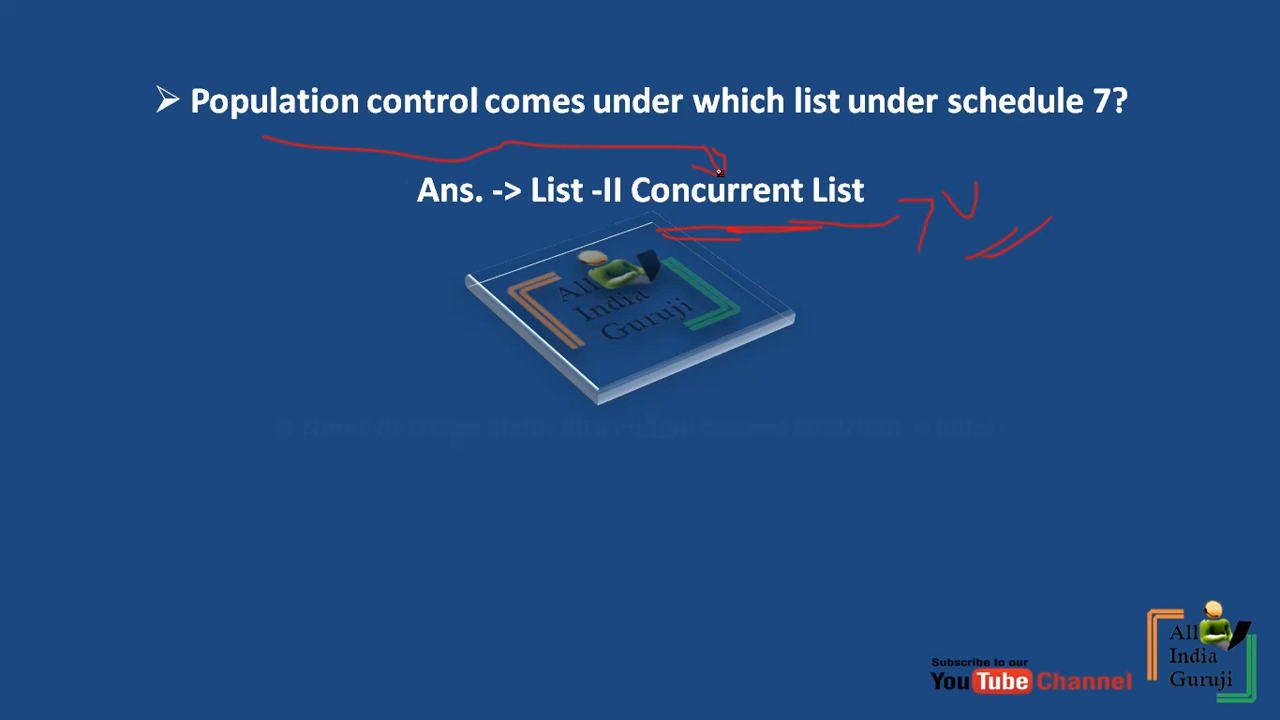 ➢ Population control comes under which list under schedule 7?
Ans. -> List -II Concurrent List
7
All
India
Guruji
Subscribe to our
YouTube Channel
All
India
Guruji